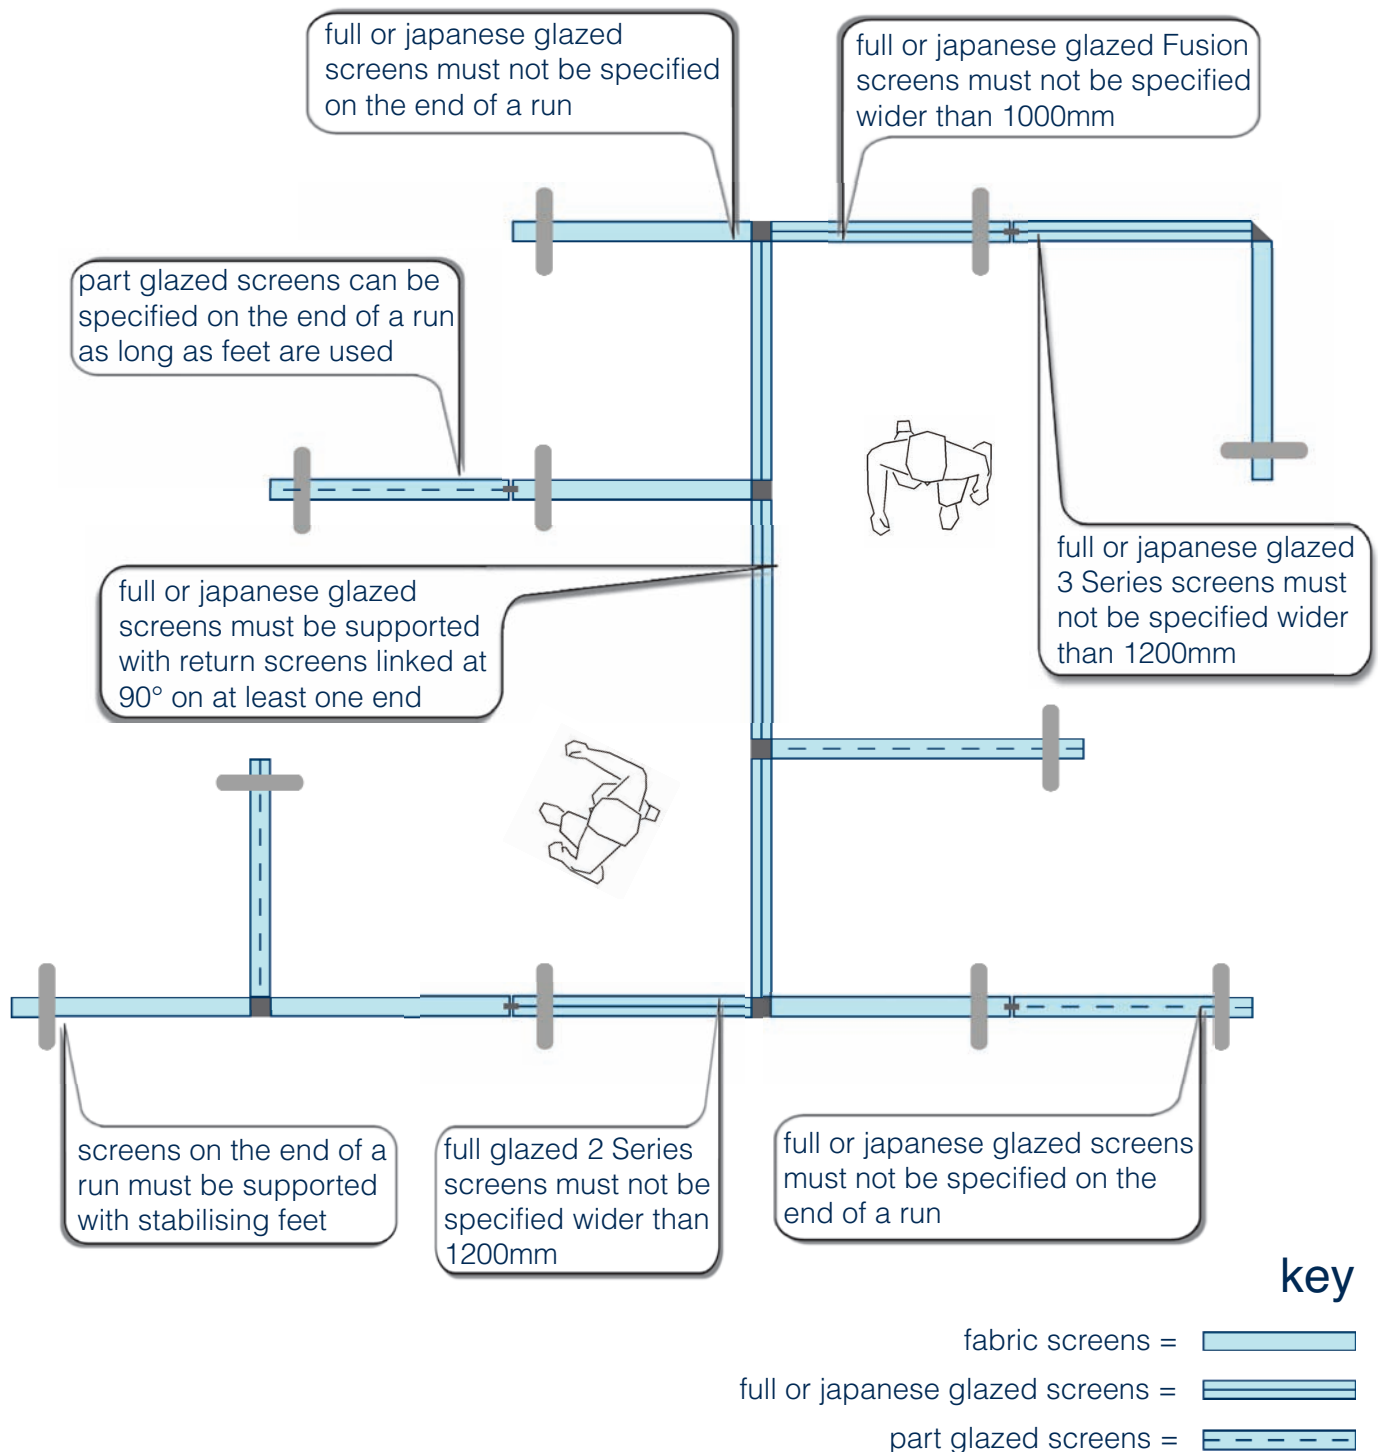 full or japanese glazed
screens must not be specified
on the end of a run
full or japanese glazed Fusion
screens must not be specified
wider than 1000mm
part glazed screens can be
specified on the end of a run
as long as feet are used
full or japanese glazed
3 Series screens must
not be specified wider
than 1200mm
full or japanese glazed
screens must be supported
with return screens linked at
90° on at least one end
screens on the end of a
run must be supported
with stabilising feet
full glazed 2 Series
screens must not be
specified wider than
1200mm
full or japanese glazed screens
must not be specified on the
end of a run
key
fabric screens =
full or japanese glazed screens =
part glazed screens =